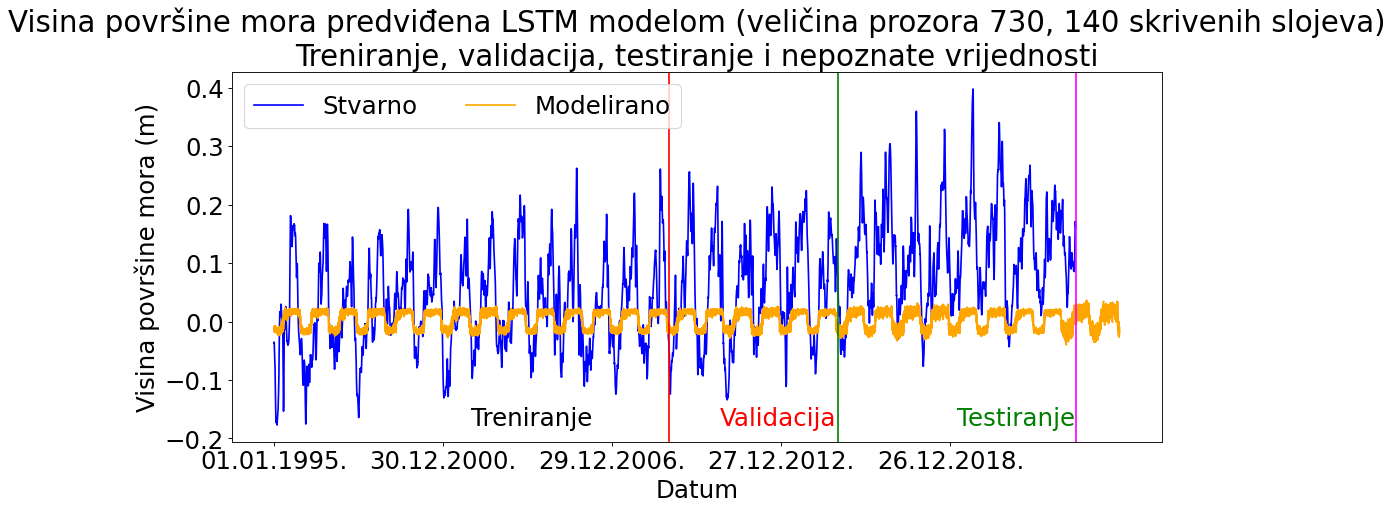 Visina površine mora predviđena LSTM modelom (veličina prozora 730, 140 skrivenih slojeva)
Treniranje, validacija, testiranje i nepoznate vrijednosti
Stvarno
Modelirano
Visina površine mora (m)
0.4
0.3
0.2
0.1
0.0
−0.1
−0.2
Treniranje
Validacija
Testiranje
01.01.1995.
30.12.2000.
29.12.2006.
27.12.2012.
26.12.2018.
Datum